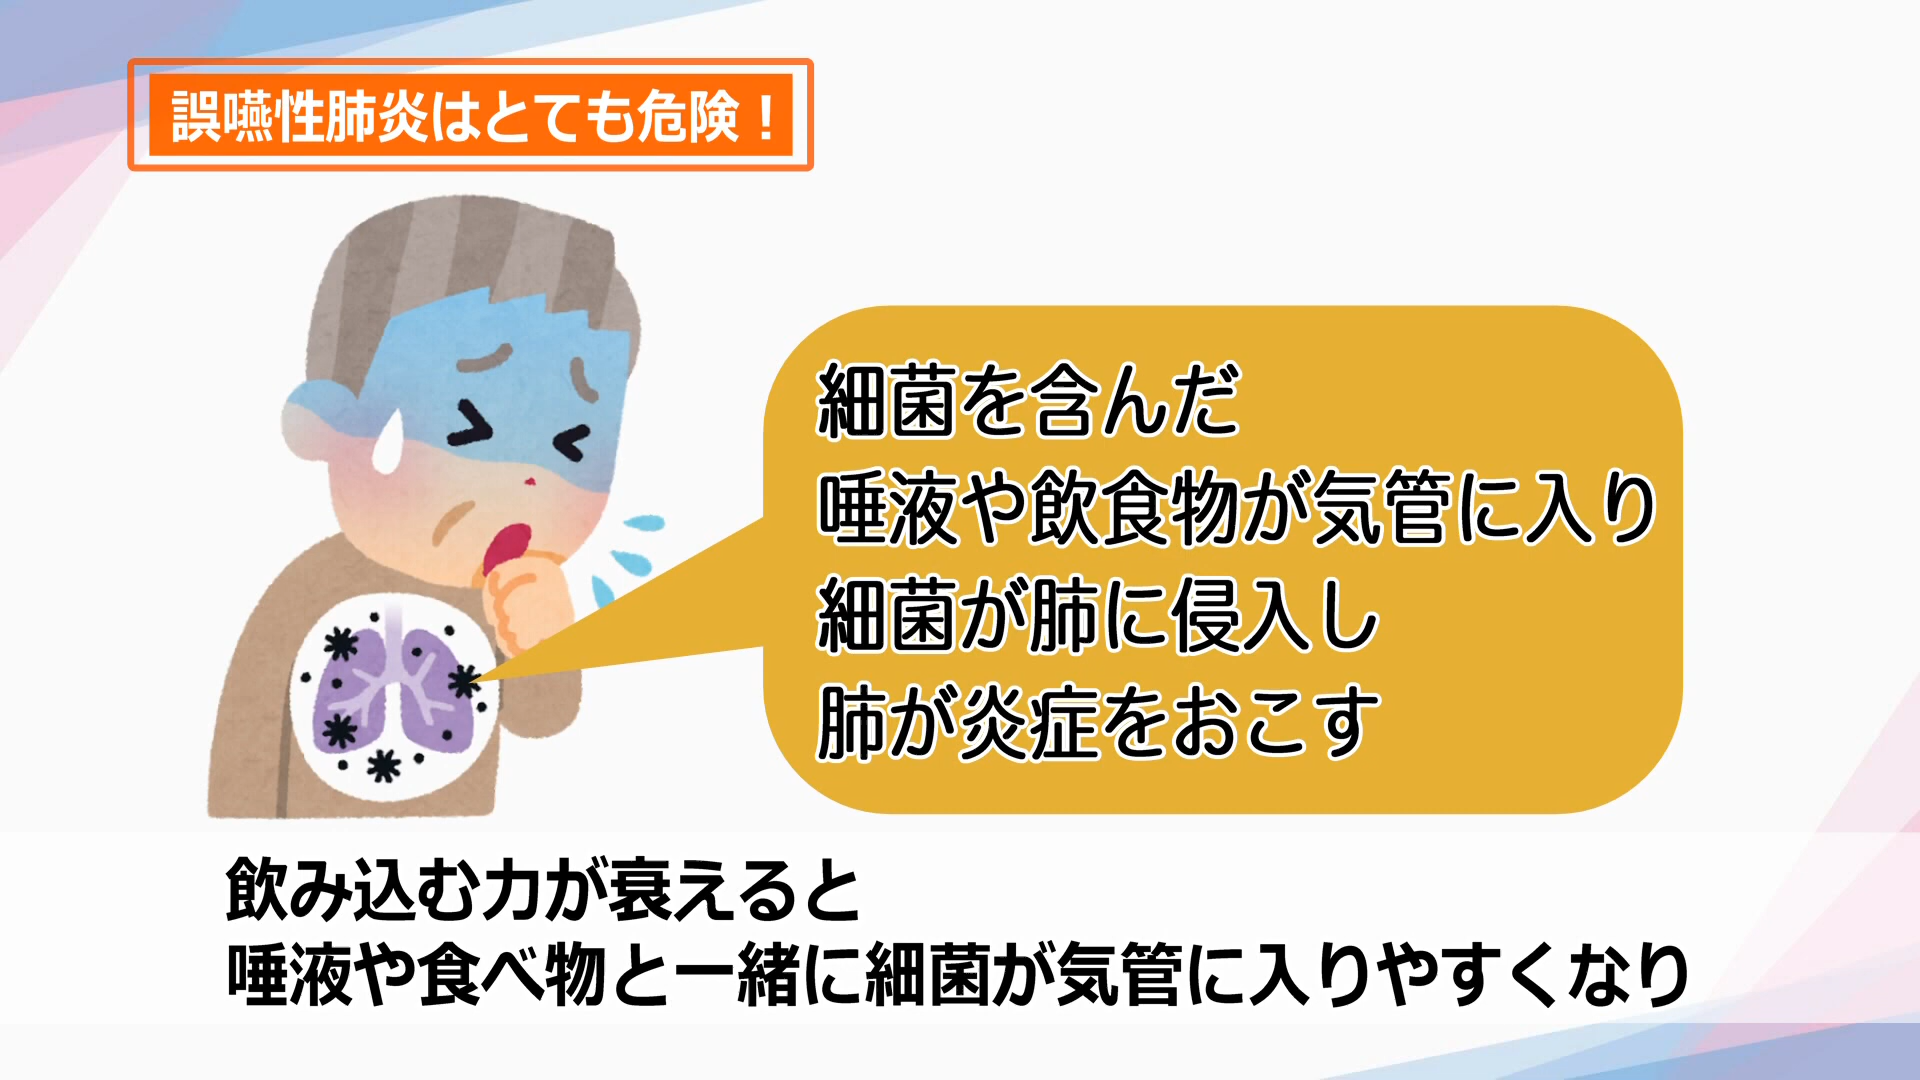 誤嚥性肺炎はとても危険！
細菌を含んだ
唾液や飲食物が気管に入り
細菌が肺に侵入し
肺が炎症をおこす
飲み込む力が衰えると
唾液や食べ物と一緒に細菌が気管に入りやすくなり